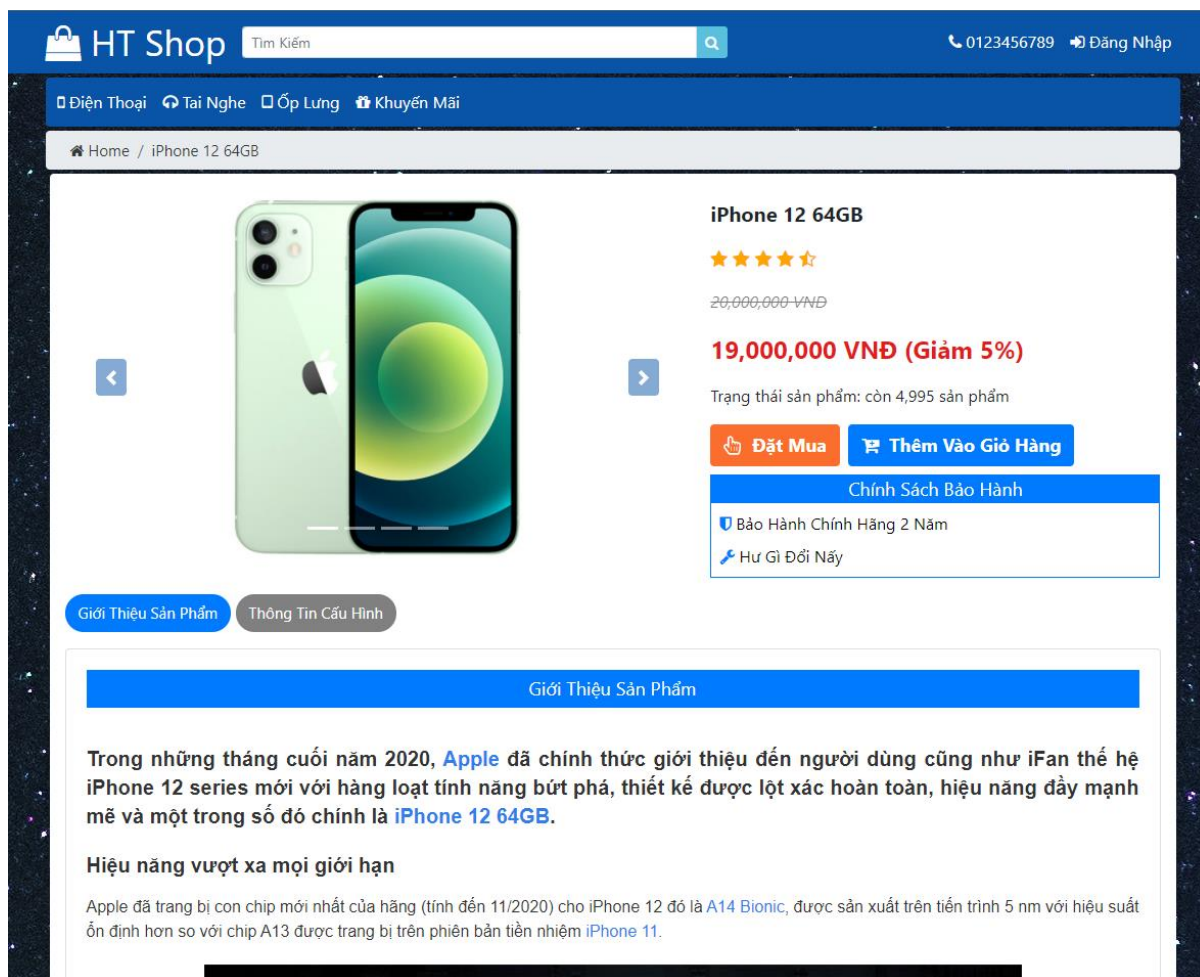 HT Shop
Tìm Kiếm
0123456789
Đăng Nhập
Điện Thoại
Tai Nghe
Ốp Lưng
Khuyến Mãi
Home / iPhone 12 64GB
iPhone 12 64GB
20,000,000 VNĐ
19,000,000 VNĐ (Giảm 5%)
Trạng thái sản phẩm: còn 4,995 sản phẩm
Đặt Mua
Thêm Vào Giỏ Hàng
Chính Sách Bảo Hành
Bảo Hành Chính Hãng 2 Năm
Hư Gì Đổi Nấy
Giới Thiệu Sản Phẩm
Thông Tin Cấu Hình
Giới Thiệu Sản Phẩm
Trong những tháng cuối năm 2020, Apple đã chính thức giới thiệu đến người dùng cũng như iFan thế hệ
iPhone 12 series mới với hàng loạt tính năng bứt phá, thiết kế được lột xác hoàn toàn, hiệu năng đầy mạnh
mẽ và một trong số đó chính là iPhone 12 64GB.
Hiệu năng vượt xa mọi giới hạn
Apple đã trang bị con chip mới nhất của hãng (tính đến 11/2020) cho iPhone 12 đó là A14 Bionic, được sản xuất trên tiến trình 5 nm với hiệu suất
ổn định hơn so với chip A13 được trang bị trên phiên bản tiền nhiệm iPhone 11.